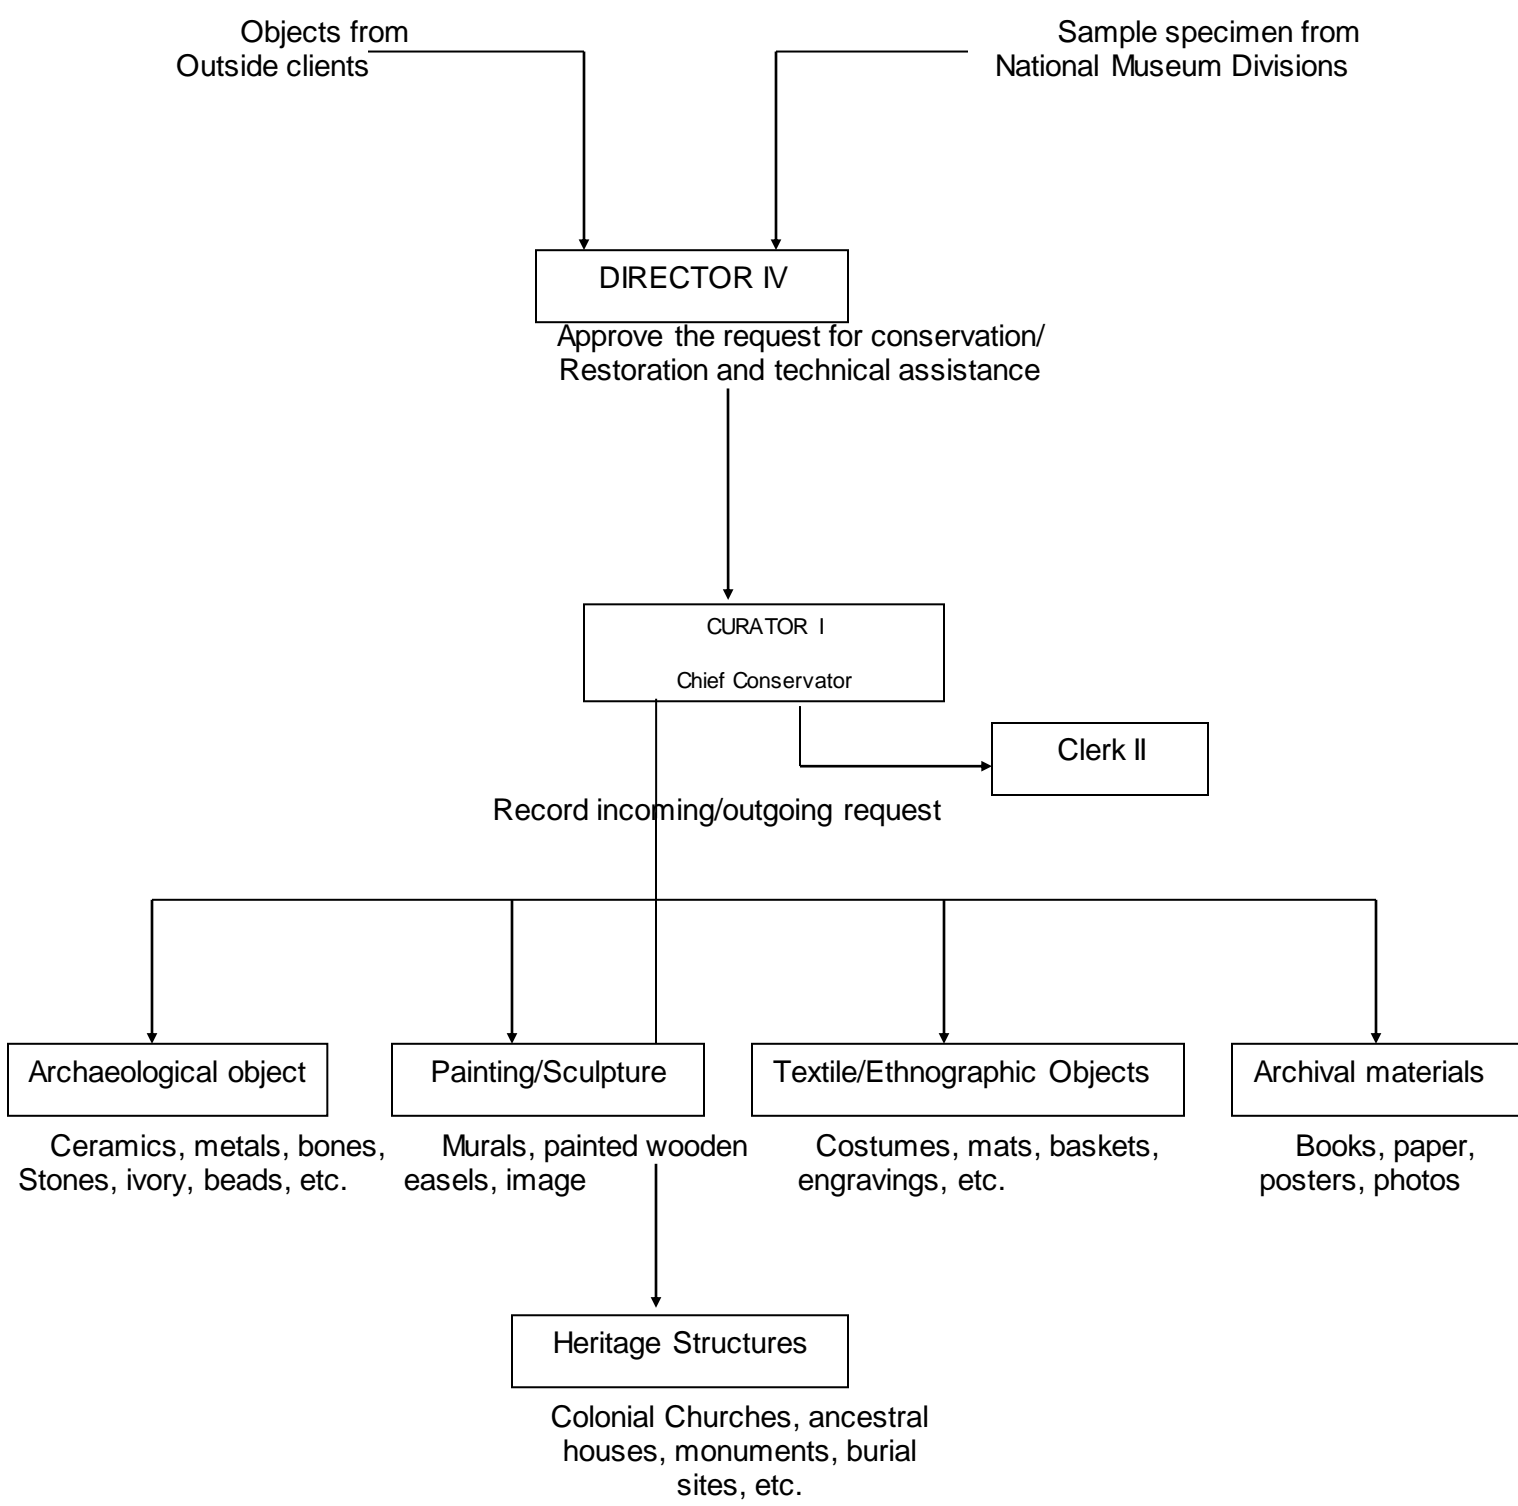 Objects from
Outside clients
Sample specimen from
National Museum Divisions
DIRECTOR IV
Approve the request for conservation/
Restoration and technical assistance
CURATOR I
Chief Conservator
Clerk II
Record incoming/outgoing request
Archaeological object
Ceramics, metals, bones,
Stones, ivory, beads, etc.
Painting/Sculpture
Murals, painted wooden
easels, image
Textile/Ethnographic Objects
Costumes, mats, baskets,
engravings, etc.
Archival materials
Books, paper,
posters, photos
Heritage Structures
Colonial Churches, ancestral
houses, monuments, burial
sites, etc.